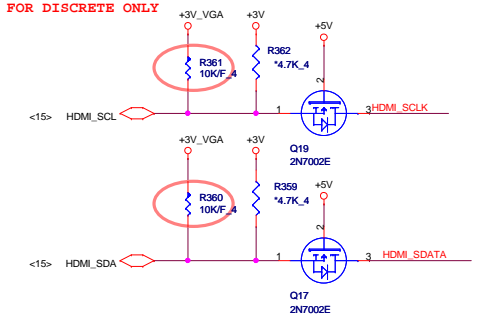 FOR DISCRETE ONLY
+3V_VGA
+3V
+5V
R361
10K/F_4
R362
*4.7K_4
2
<15>
HDMI_SCL
1
3
HDMI_SCLK
Q19
2N7002E
+3V_VGA
+3V
+5V
R360
10K/F_4
R359
*4.7K_4
2
<15>
HDMI_SDA
1
3
HDMI_SDATA
Q17
2N7002E